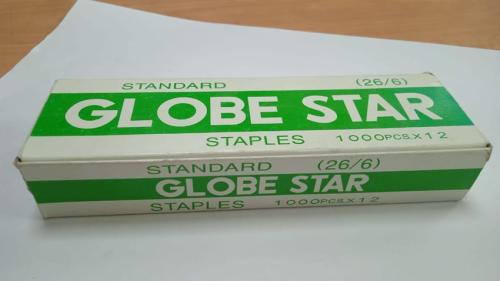 STANDARD (26/6)
GLOBE STAR
STAPLES 1000PCS.X12
STANDARD (26/6)
GLOBE STAR
STAPLES 1000PCS.X12